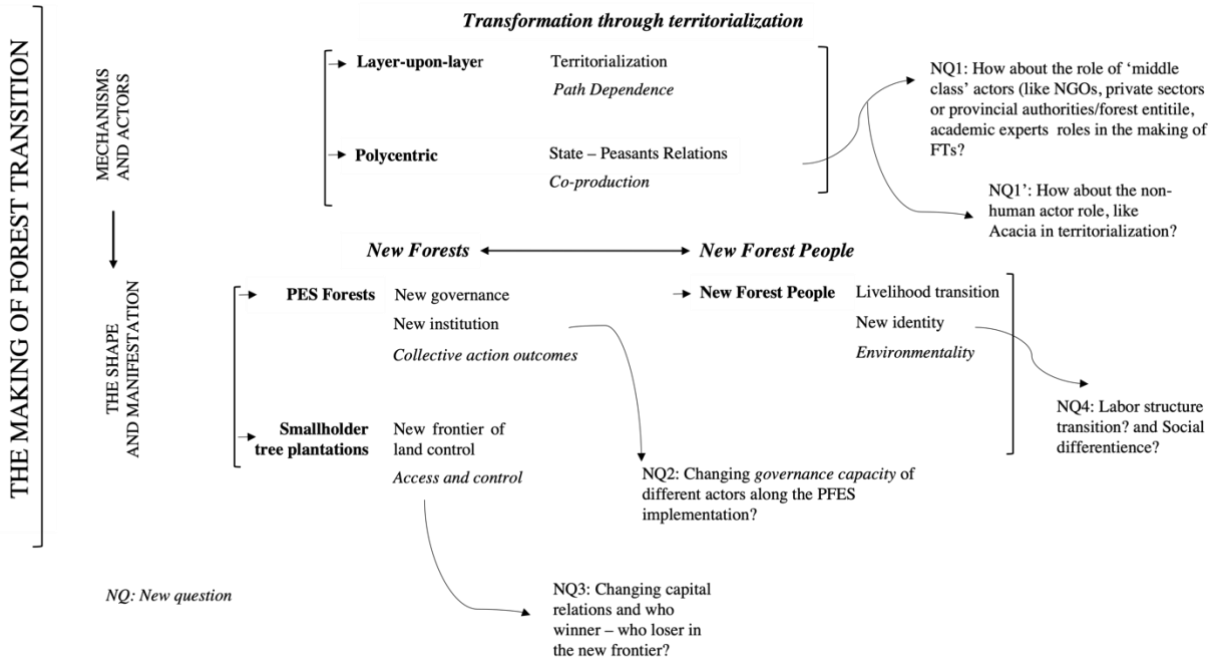 THE MAKING OF FOREST TRANSITION
MECHANISMS
AND ACTORS
Transformation through territorialization
Layer-upon-layer
Territorialization
Path Dependence
Polycentric
State – Peasants Relations
Co-production
NQ1: How about the role of ‘middle
class’ actors (like NGOs, private sectors
or provincial authorities/forest entitile,
academic experts roles in the making of
FTs?
NQ1’: How about the non-
human actor role, like
Acacia in territorialization?
THE SHAPE
AND MANIFESTATION
New Forests
New Forest People
PES Forests
New governance
New institution
Collective action outcomes
New Forest People
Livelihood transition
New identity
Environmentality
Smallholder
tree plantations
New frontier of
land control
Access and control
NQ4: Labor structure
transition? and Social
differentience?
NQ2: Changing governance capacity of
different actors along the PFES
implementation?
NQ3: Changing capital
relations and who
winner – who loser in
the new frontier?
NQ: New question